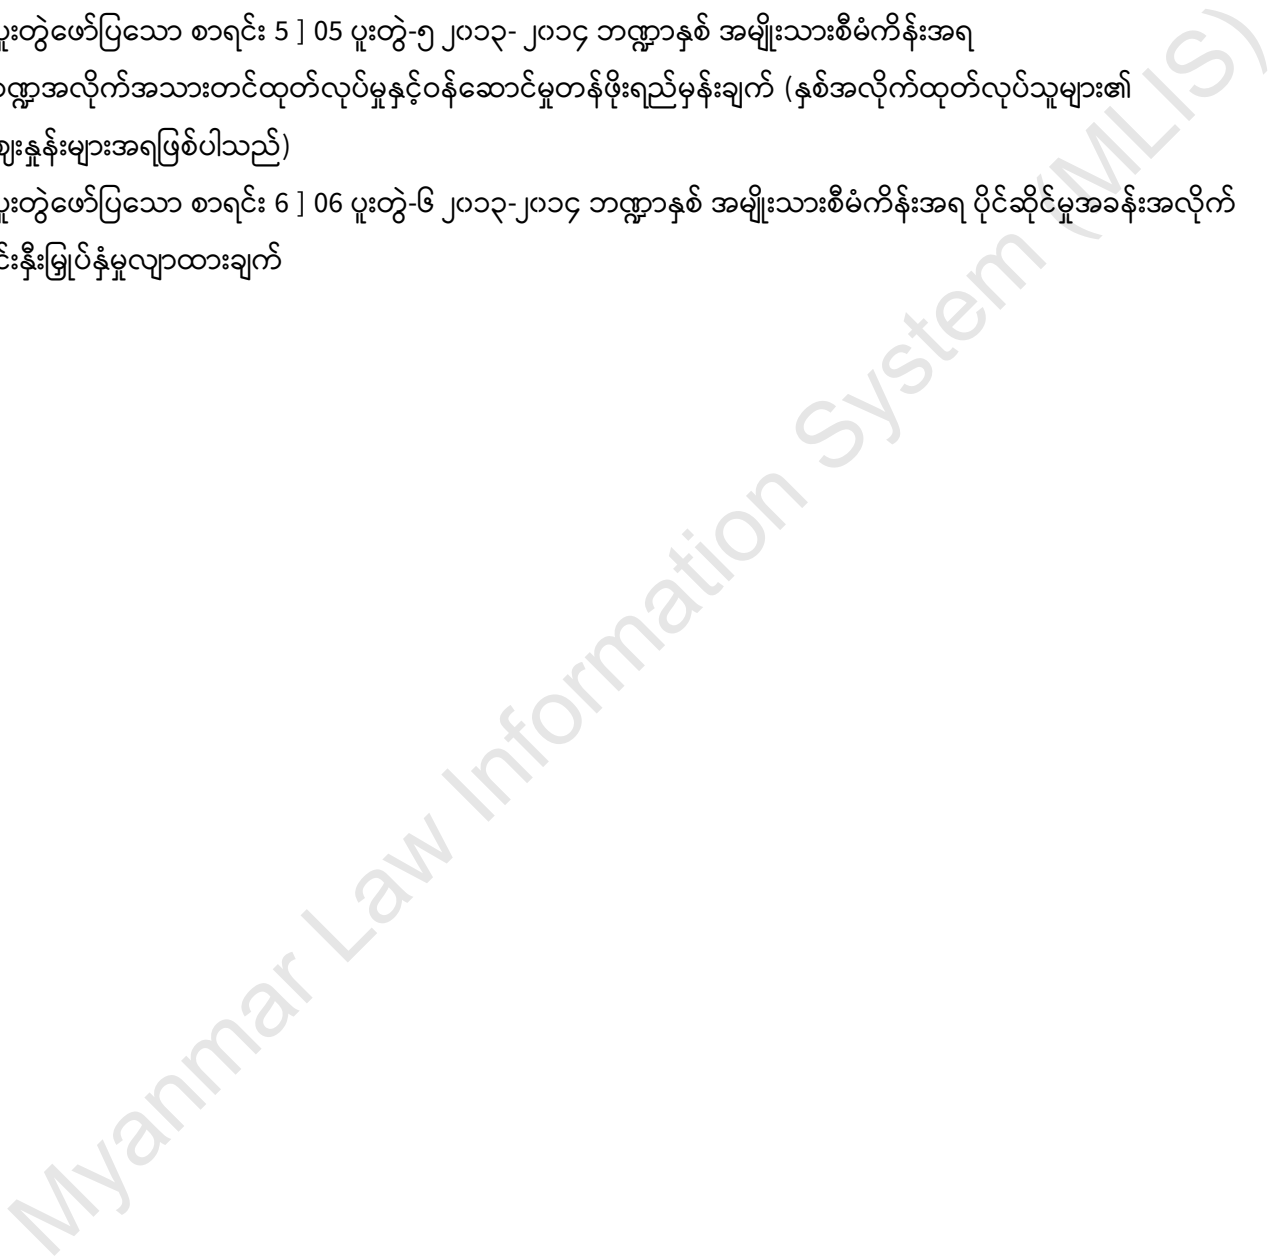 ပူးတွဲဖော်ပြသော စာရင်း 5 ] 05 ပူးတွဲ-၅ ၂၀၁၃- ၂၀၁၄ ဘဏ္ဍာနှစ် အမျိုးသားစီမံကိန်းအရ
ကဏ္ဍအလိုက်အသားတင်ထုတ်လုပ်မှုနှင့်ဝန်ဆောင်မှုတန်ဖိုးရည်မှန်းချက် (နှစ်အလိုက်ထုတ်လုပ်သူများ၏
ဈေးနှုန်းများအရဖြစ်ပါသည်)
ပူးတွဲဖော်ပြသော စာရင်း 6 ] 06 ပူးတွဲ-၆ ၂၀၁၃-၂၀၁၄ ဘဏ္ဍာနှစ် အမျိုးသားစီမံကိန်းအရ ပိုင်ဆိုင်မှုအခန်းအလိုက်
ရင်းနှီးမြှုပ်နှံမှုလျာထားချက်
Myanmar Law Information System (MLIS)